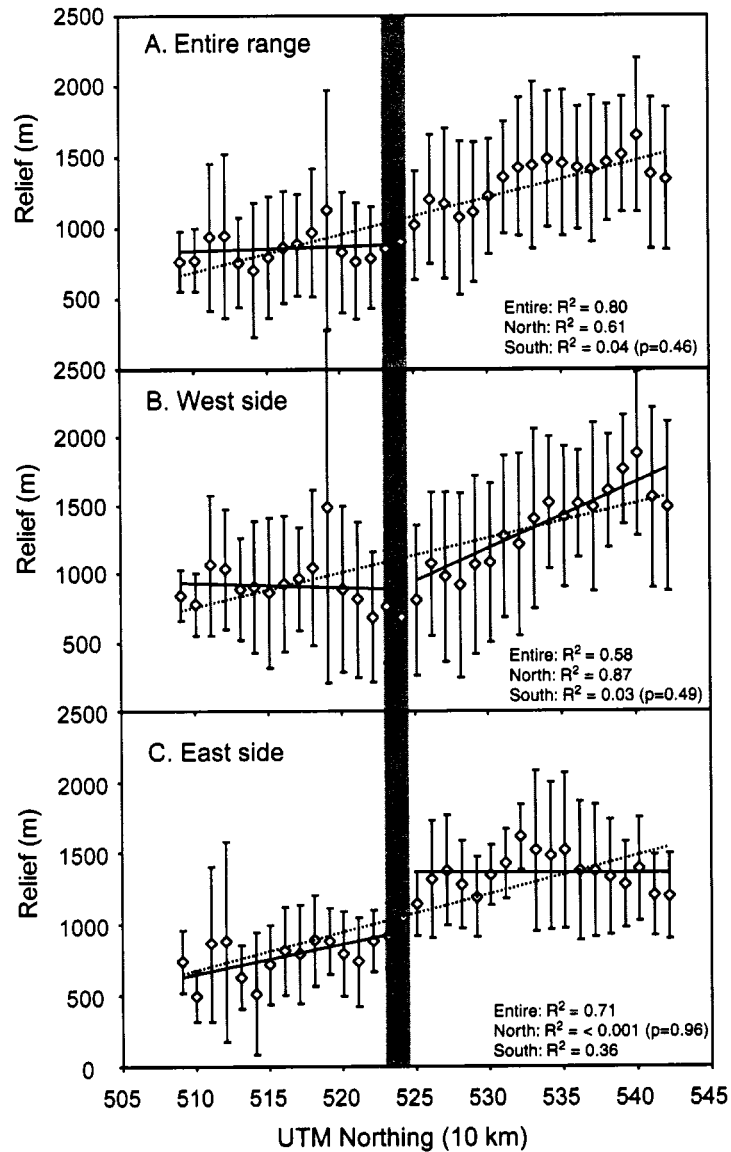 2500
A. Entire range
2000
1500
1000
500
Relief (m)
Entire: R² = 0.80
North: R² = 0.61
South: R² = 0.04 (p=0.46)
2500
B. West side
2000
1500
1000
500
Relief (m)
Entire: R² = 0.58
North: R² = 0.87
South: R² = 0.03 (p=0.49)
2500
C. East side
2000
1500
1000
500
0
Relief (m)
Entire: R² = 0.71
North: R² = < 0.001 (p=0.96)
South: R² = 0.36
505 510 515 520 525 530 535 540 545
UTM Northing (10 km)